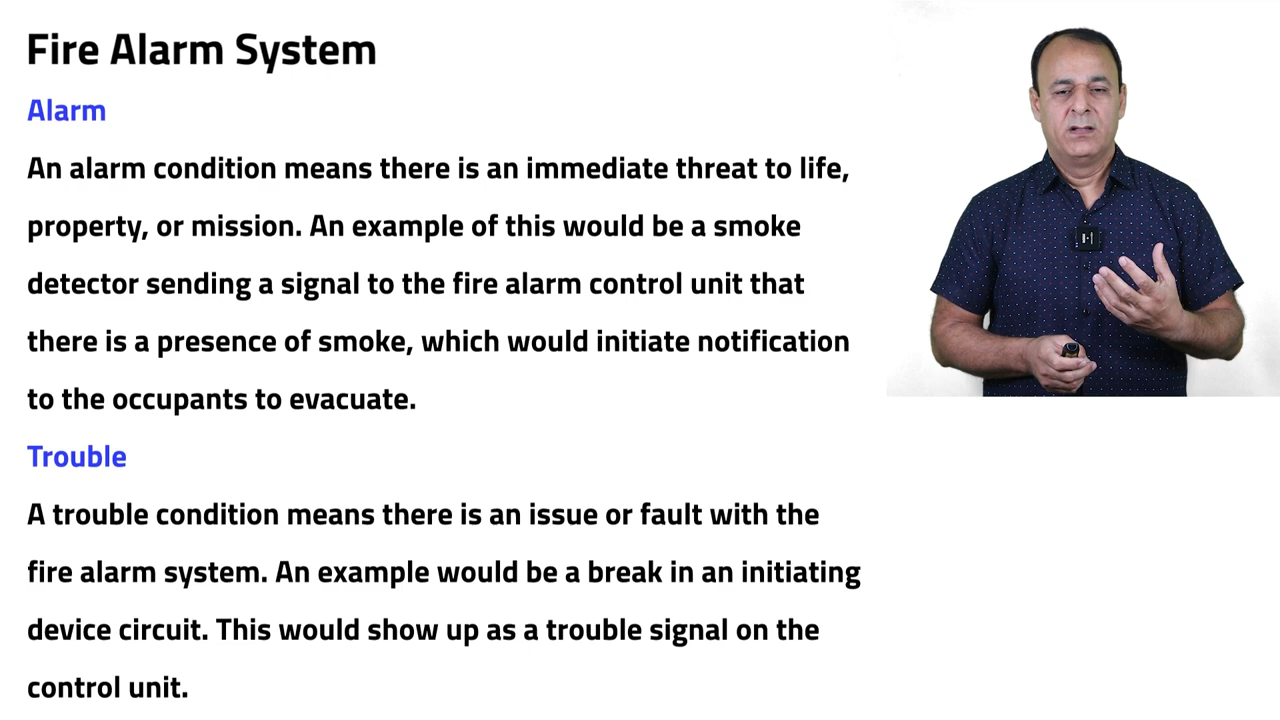 Fire Alarm System
Alarm
An alarm condition means there is an immediate threat to life,
property, or mission. An example of this would be a smoke
detector sending a signal to the fire alarm control unit that
there is a presence of smoke, which would initiate notification
to the occupants to evacuate.
Trouble
A trouble condition means there is an issue or fault with the
fire alarm system. An example would be a break in an initiating
device circuit. This would show up as a trouble signal on the
control unit.